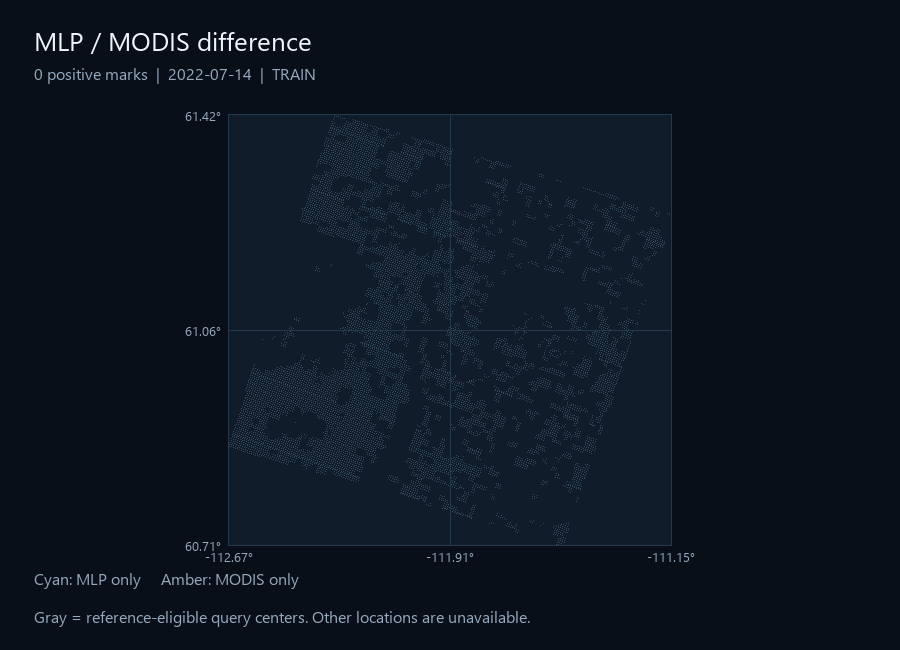 MLP / MODIS difference
0 positive marks | 2022-07-14 | TRAIN
61.42°
61.06°
60.71°
-112.67° -111.91° -111.15°
Cyan: MLP only Amber: MODIS only
Gray = reference-eligible query centers. Other locations are unavailable.